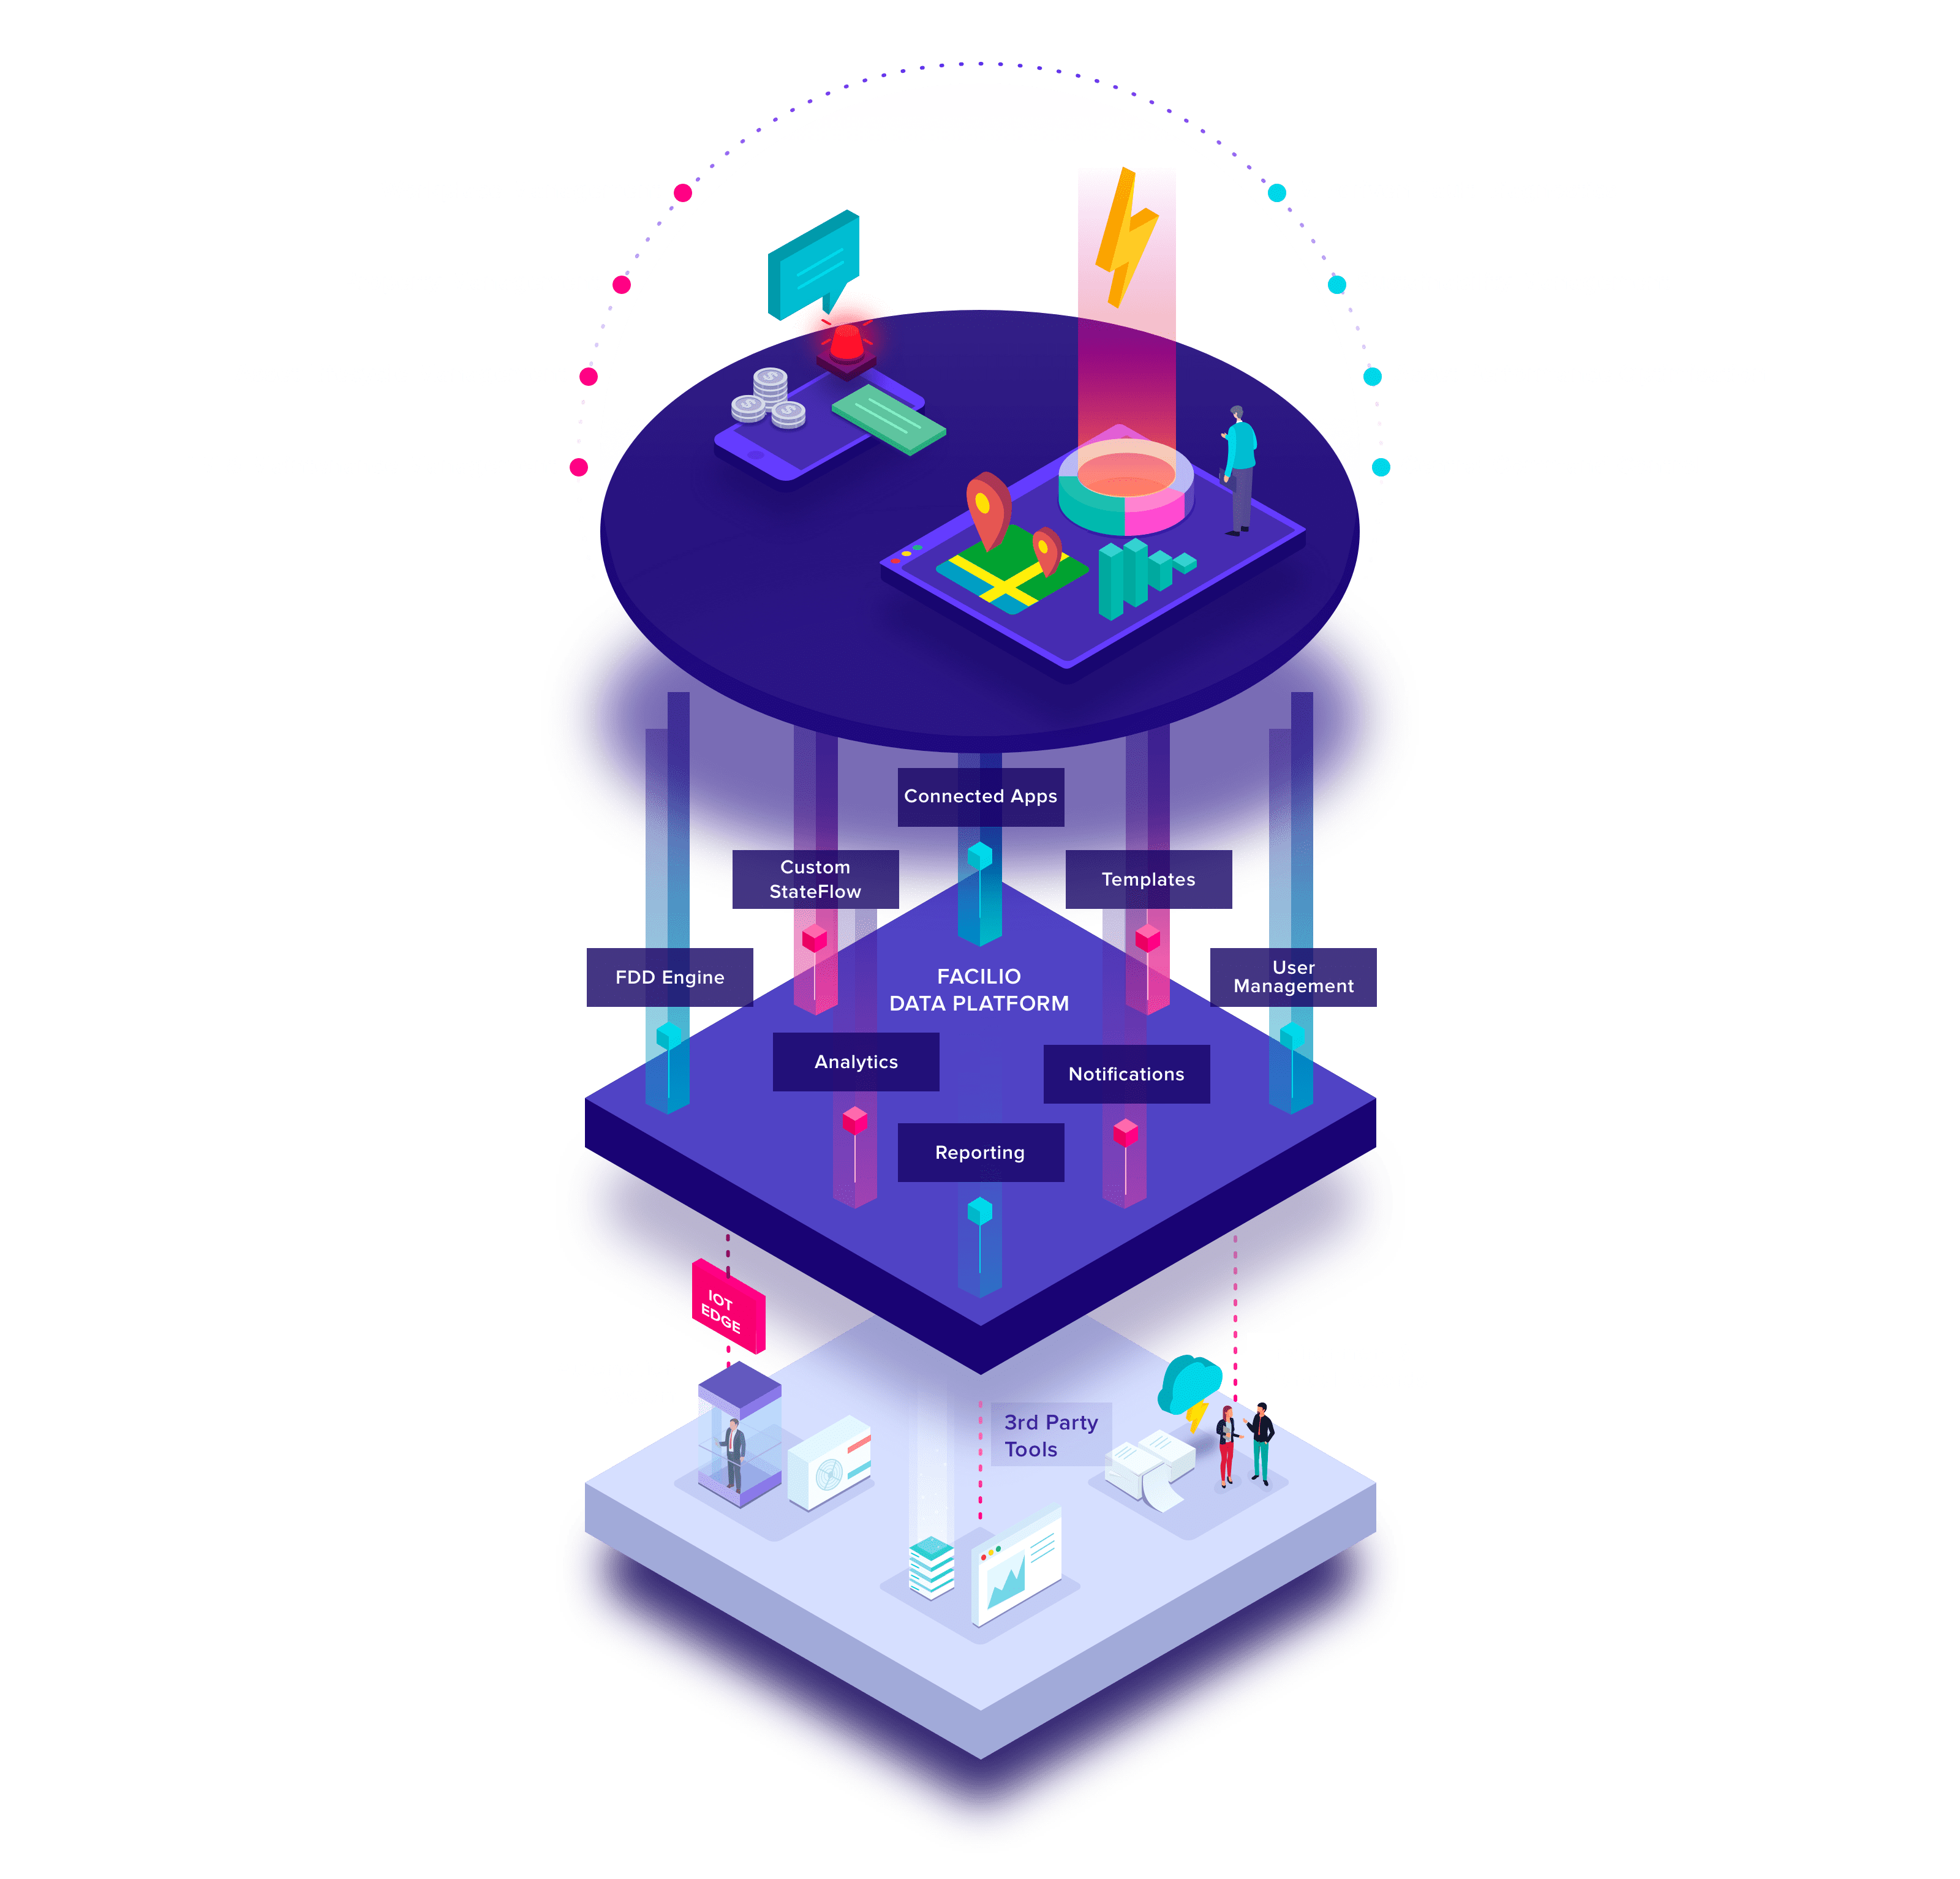 Connected Apps
Custom
StateFlow
Templates
FDD Engine
FACILIO
DATA PLATFORM
User
Management
Analytics
Notifications
Reporting
IOT
EDGE
3rd Party
Tools